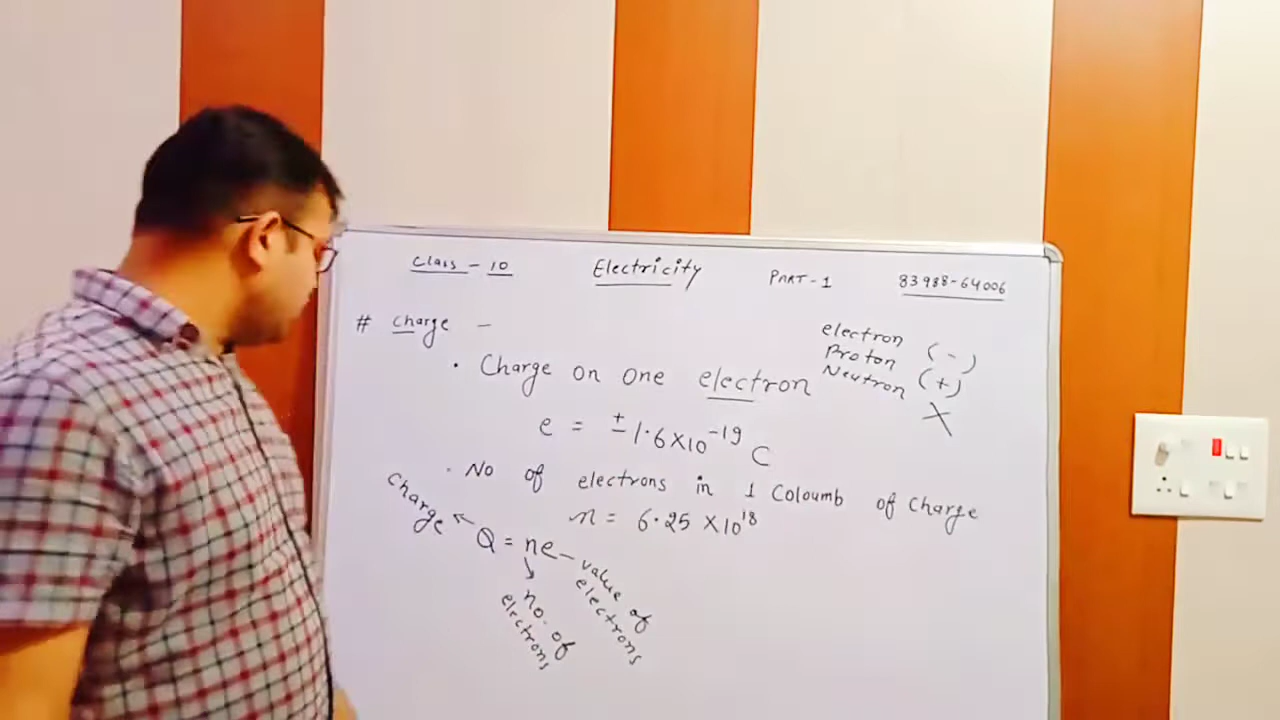 Class - 10
Electricity
PART - 1
83988-64006
# Charge -
electron (-)
Proton (+)
Neutron X
• Charge on one electron
e = ± 1.6 X 10⁻¹⁹ C
• No of electrons in 1 Coloumb of Charge
n = 6.25 X 10¹⁸
Charge ← Q = ne – value of electrons
↓
no. of
electrons